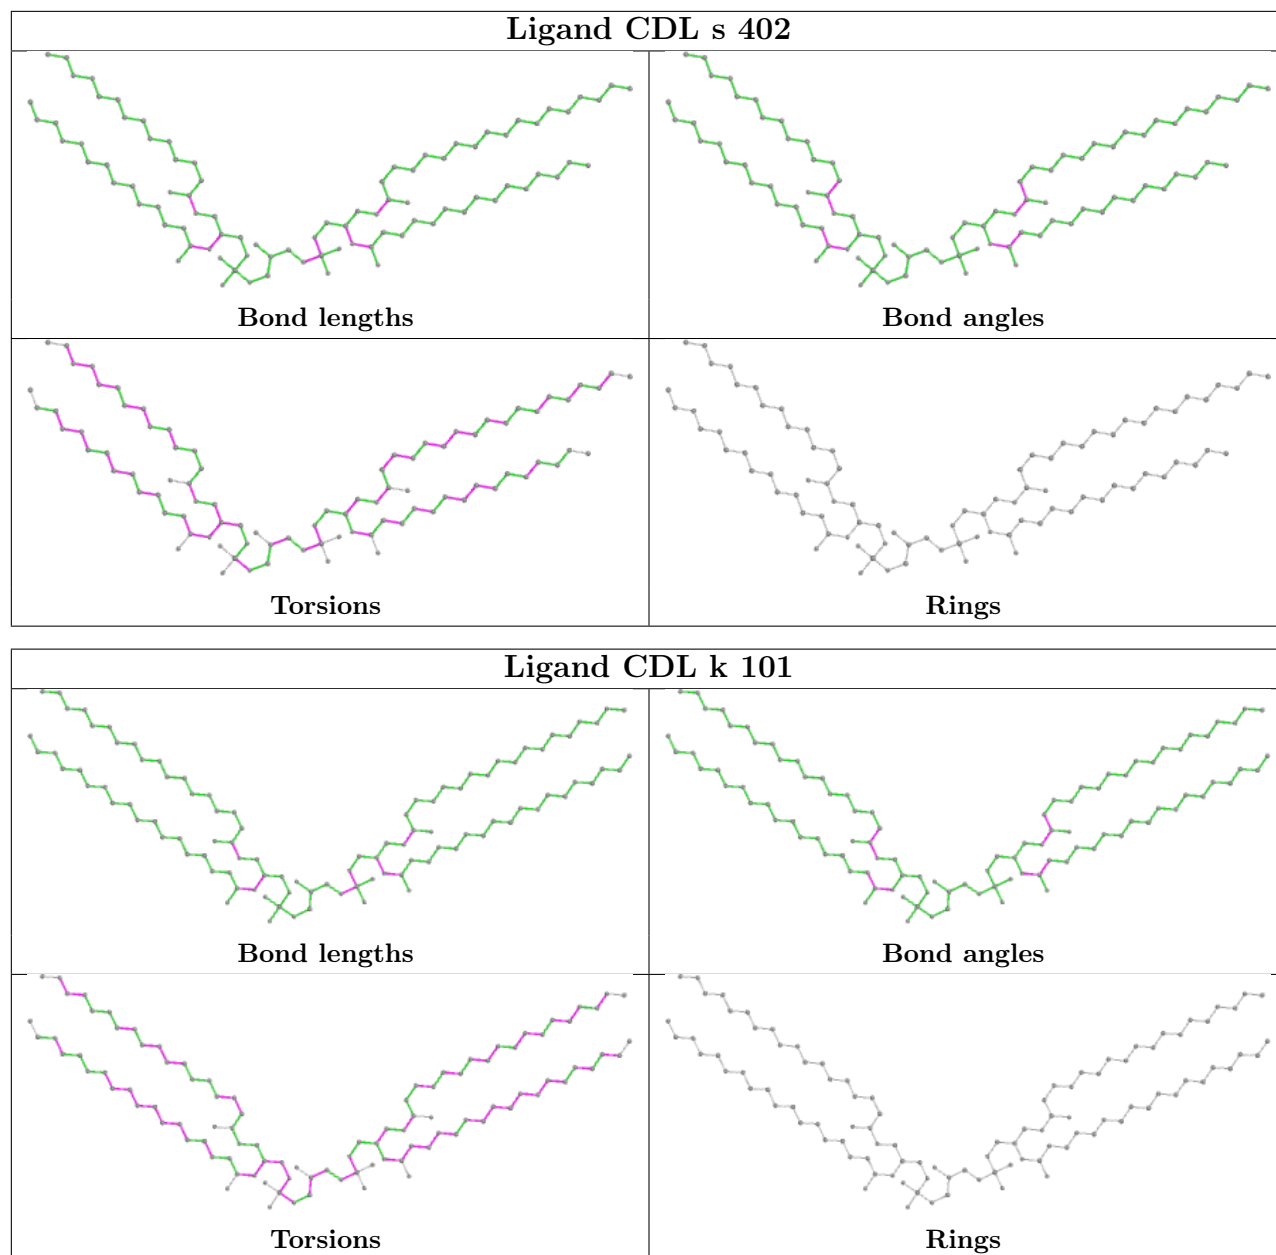 Ligand CDL s 402
Bond lengths
Bond angles
Torsions
Rings
Ligand CDL k 101
Bond lengths
Bond angles
Torsions
Rings